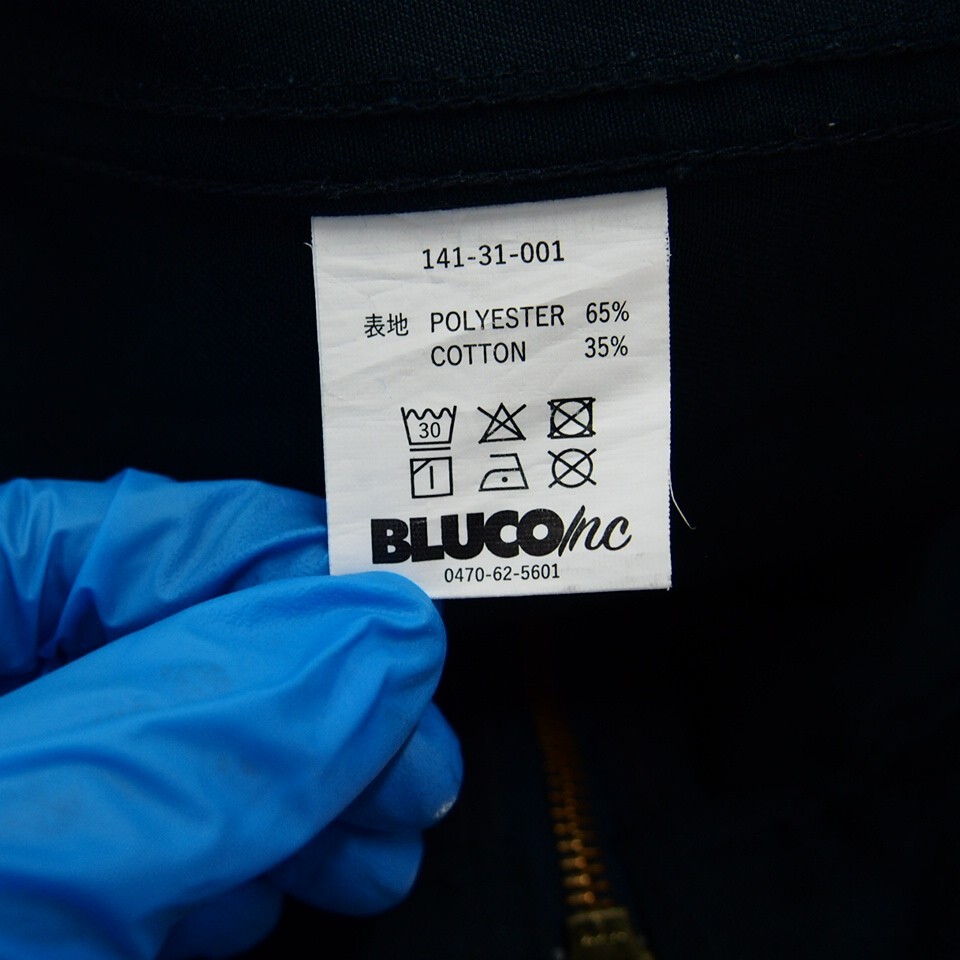 141-31-001
表地 POLYESTER 65%
COTTON 35%
30
BLUCO Inc
0470-62-5601